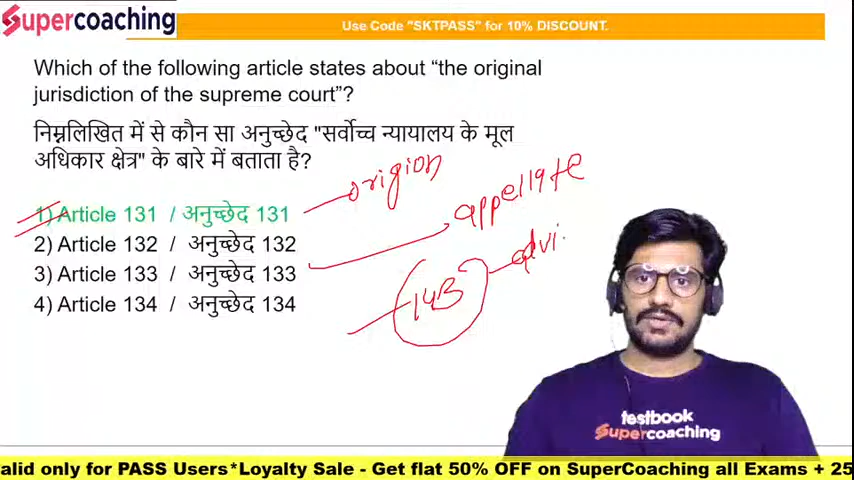 Supercoaching
Use Code "SKTPASS" for 10% DISCOUNT.
Which of the following article states about “the original
jurisdiction of the supreme court”?
निम्नलिखित में से कौन सा अनुच्छेद "सर्वोच्च न्यायालय के मूल
अधिकार क्षेत्र" के बारे में बताता है?
origion
appellate
1) Article 131 / अनुच्छेद 131
2) Article 132 / अनुच्छेद 132
advi
3) Article 133 / अनुच्छेद 133
143
4) Article 134 / अनुच्छेद 134
testbook
Supercoaching
alid only for PASS Users*Loyalty Sale - Get flat 50% OFF on SuperCoaching all Exams + 25